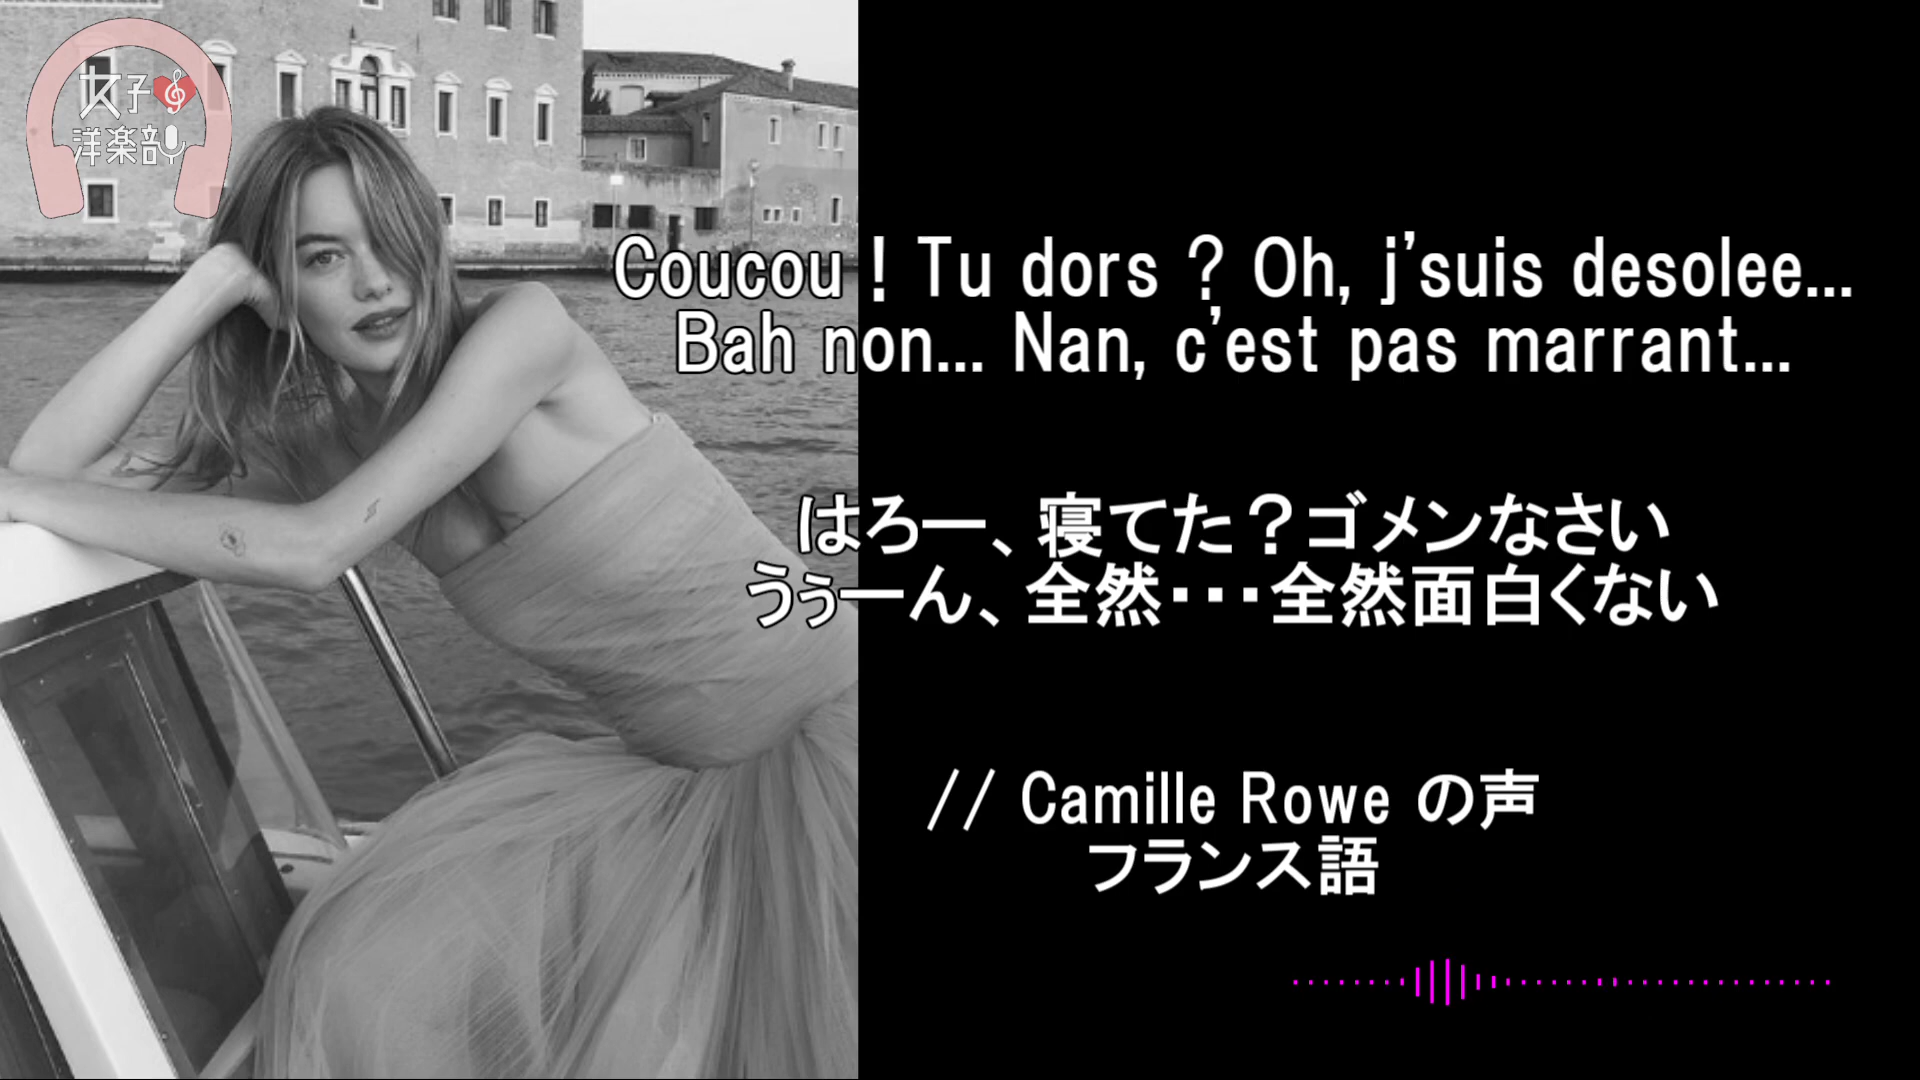 女子
洋楽部
Coucou ! Tu dors ? Oh, j'suis desolee...
Bah non... Nan, c'est pas marrant...
はろー、寝てた？ゴメンなさい
うぅーん、全然・・・全然面白くない
// Camille Rowe の声
フランス語